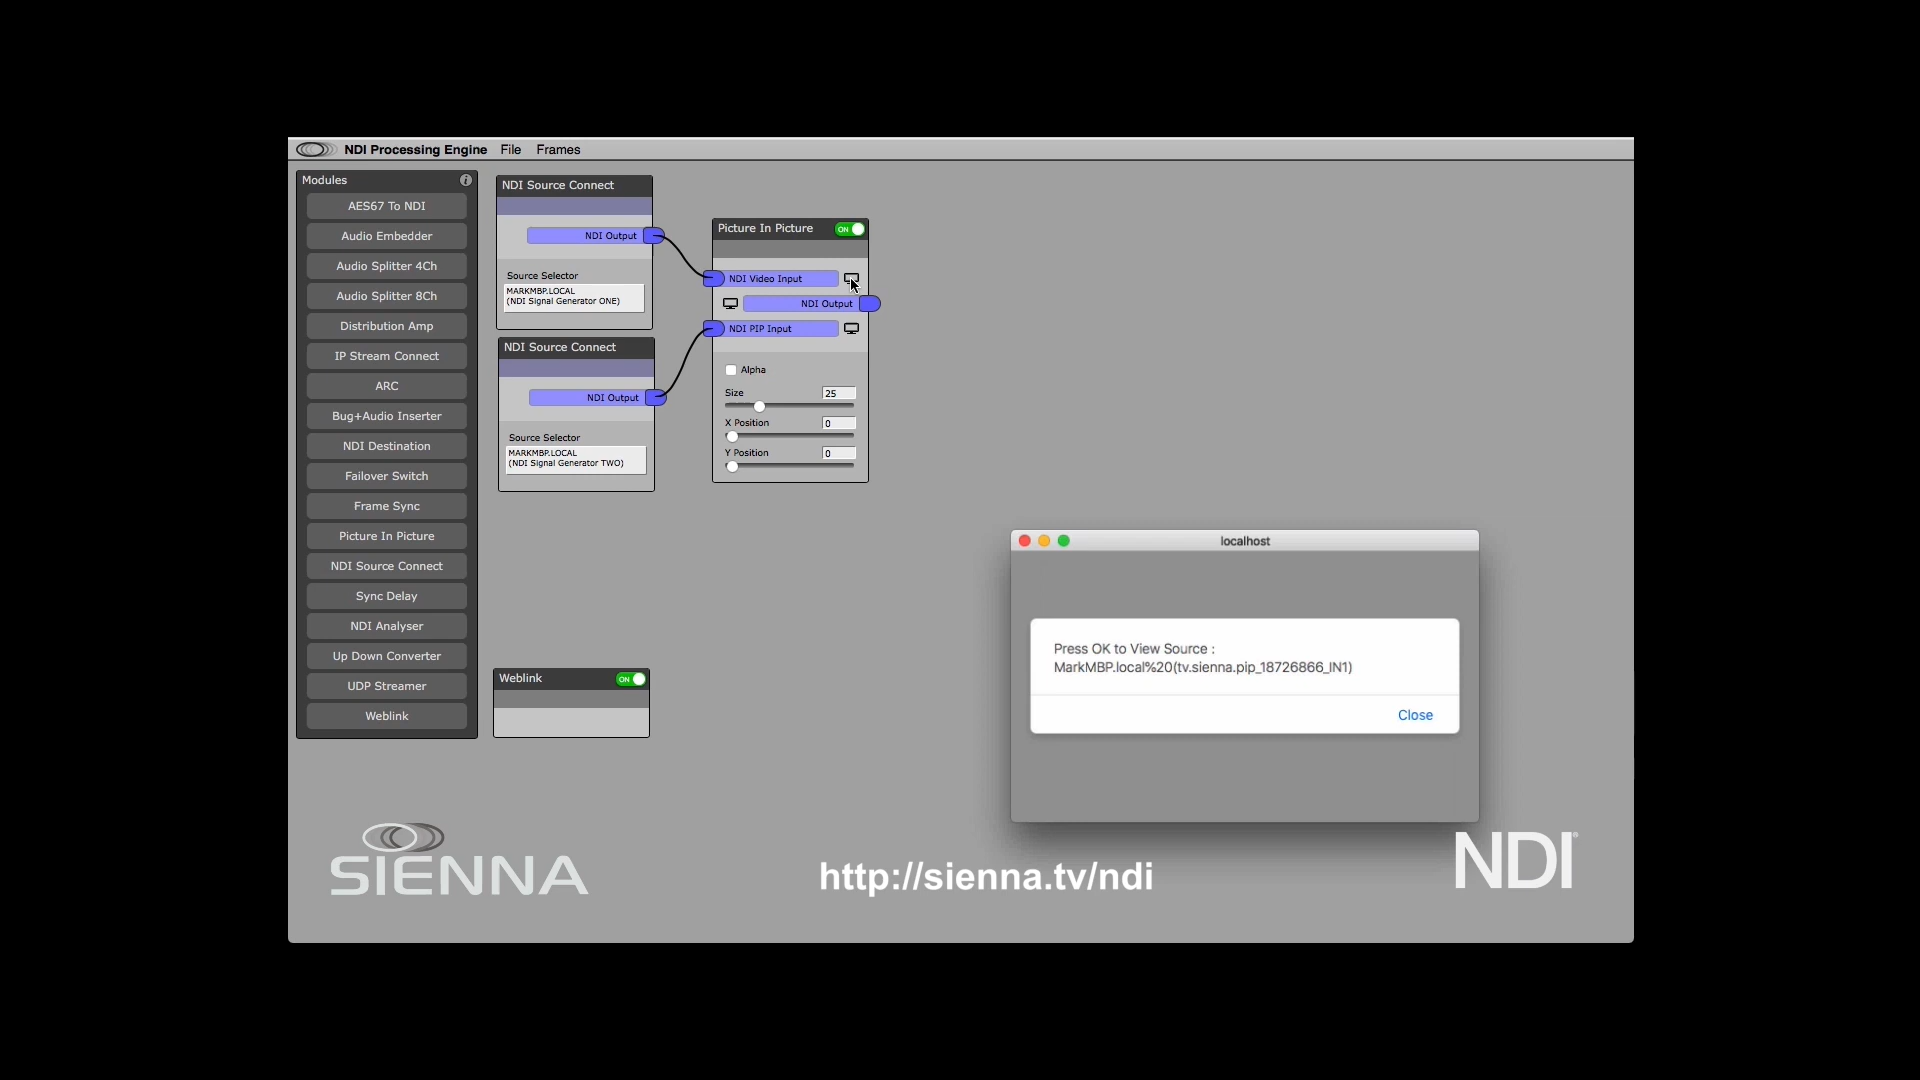 NDI Processing Engine File Frames
Modules
AES67 To NDI
Audio Embedder
Audio Splitter 4Ch
Audio Splitter 8Ch
Distribution Amp
IP Stream Connect
ARC
Bug+Audio Inserter
NDI Destination
Failover Switch
Frame Sync
Picture In Picture
NDI Source Connect
Sync Delay
NDI Analyser
Up Down Converter
UDP Streamer
Weblink
NDI Source Connect
NDI Output
Source Selector
MARKMBP.LOCAL
(NDI Signal Generator ONE)
NDI Source Connect
NDI Output
Source Selector
MARKMBP.LOCAL
(NDI Signal Generator TWO)
Picture In Picture ON
NDI Video Input
NDI Output
NDI PIP Input
Alpha
Size 25
X Position 0
Y Position 0
Weblink ON
localhost
Press OK to View Source :
MarkMBP.local%20(tv.sienna.pip_18726866_IN1)
Close
SIENNA
http://sienna.tv/ndi
NDI